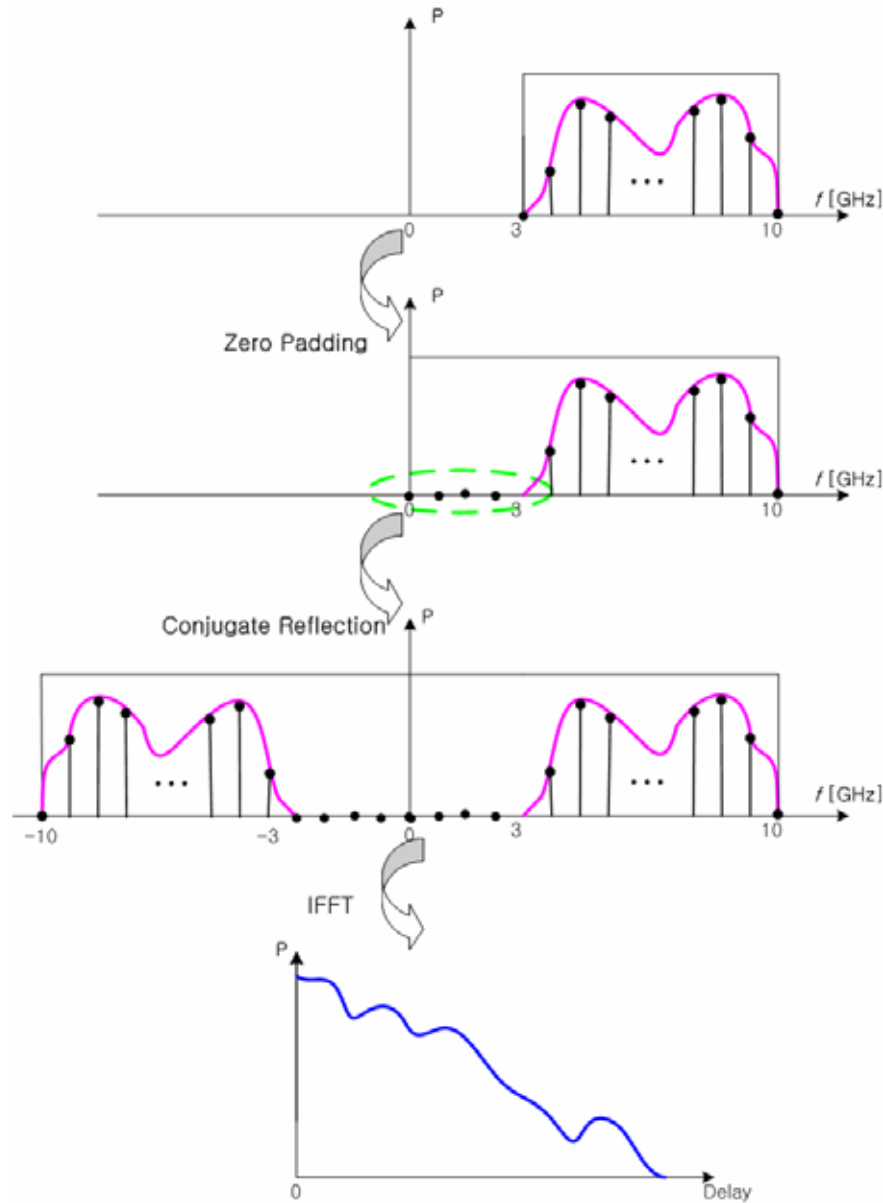 P
f [GHz]
0
3
10
Zero Padding
P
f [GHz]
0
3
10
Conjugate Reflection
P
f [GHz]
-10
-3
0
3
10
IFFT
P
0
Delay